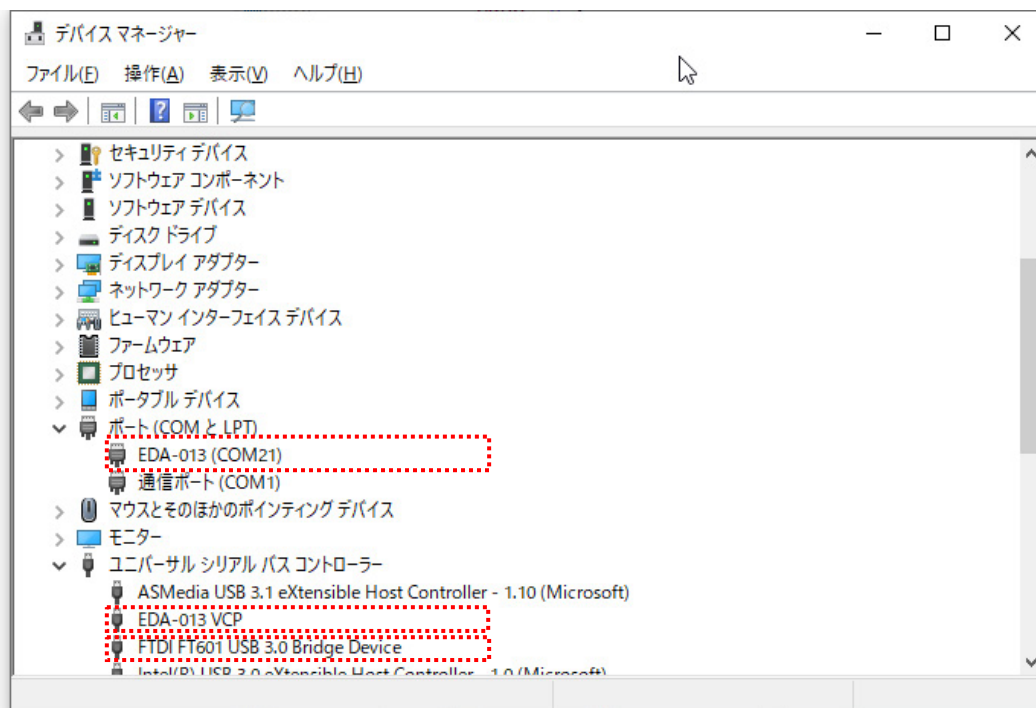 デバイス マネージャー
ファイル(F) 操作(A) 表示(V) ヘルプ(H)
セキュリティ デバイス
ソフトウェア コンポーネント
ソフトウェア デバイス
ディスク ドライブ
ディスプレイ アダプター
ネットワーク アダプター
ヒューマン インターフェイス デバイス
ファームウェア
プロセッサ
ポータブル デバイス
ポート (COM と LPT)
EDA-013 (COM21)
通信ポート (COM1)
マウスとそのほかのポインティング デバイス
モニター
ユニバーサル シリアル バス コントローラー
ASMedia USB 3.1 eXtensible Host Controller - 1.10 (Microsoft)
EDA-013 VCP
FTDI FT601 USB 3.0 Bridge Device
Intel(R) USB 3.0 eXtensible Host Controller - 1.0 (Microsoft)